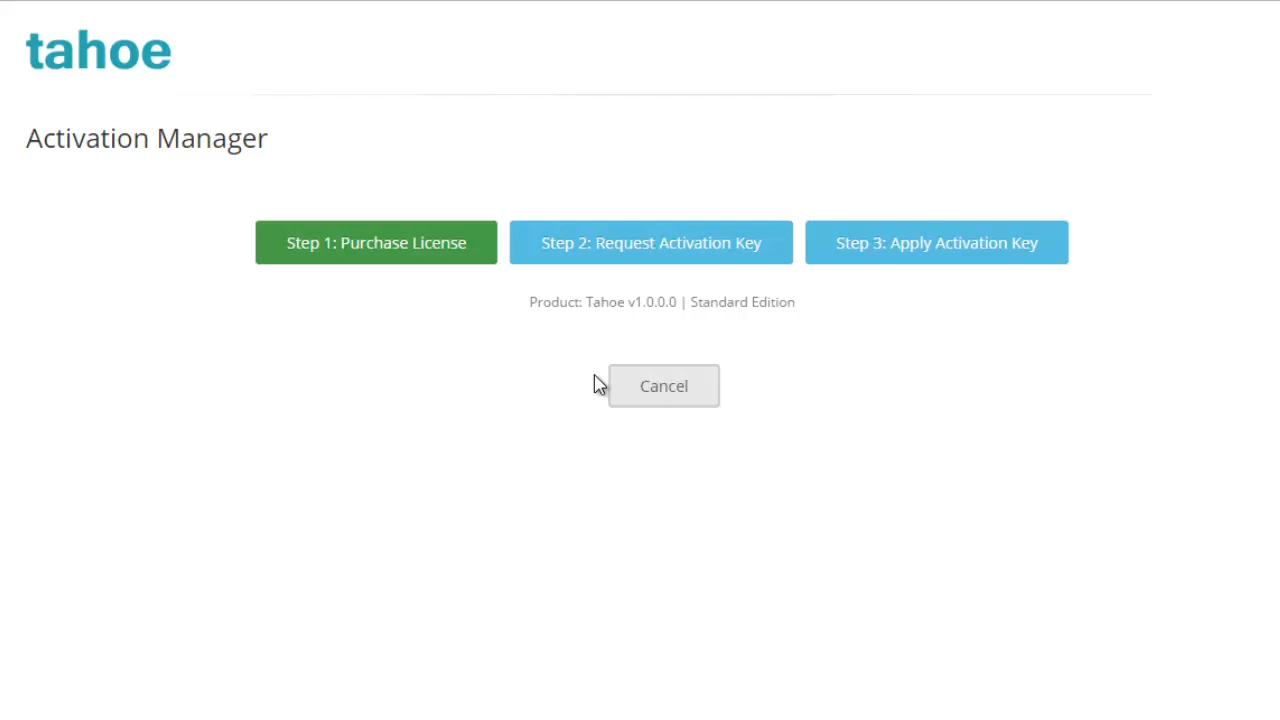 tahoe
Activation Manager
Step 1: Purchase License
Step 2: Request Activation Key
Step 3: Apply Activation Key
Product: Tahoe v1.0.0.0 | Standard Edition
Cancel